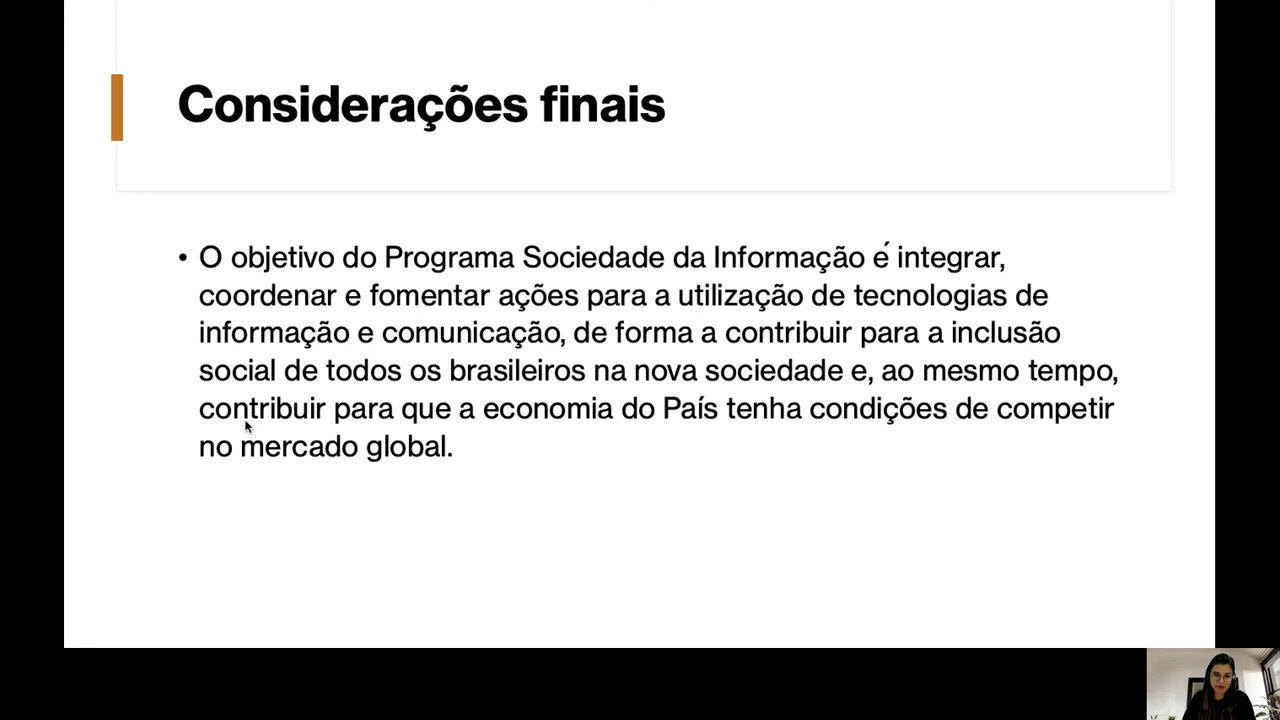 Considerações finais
• O objetivo do Programa Sociedade da Informação é integrar,
coordenar e fomentar ações para a utilização de tecnologias de
informação e comunicação, de forma a contribuir para a inclusão
social de todos os brasileiros na nova sociedade e, ao mesmo tempo,
contribuir para que a economia do País tenha condições de competir
no mercado global.